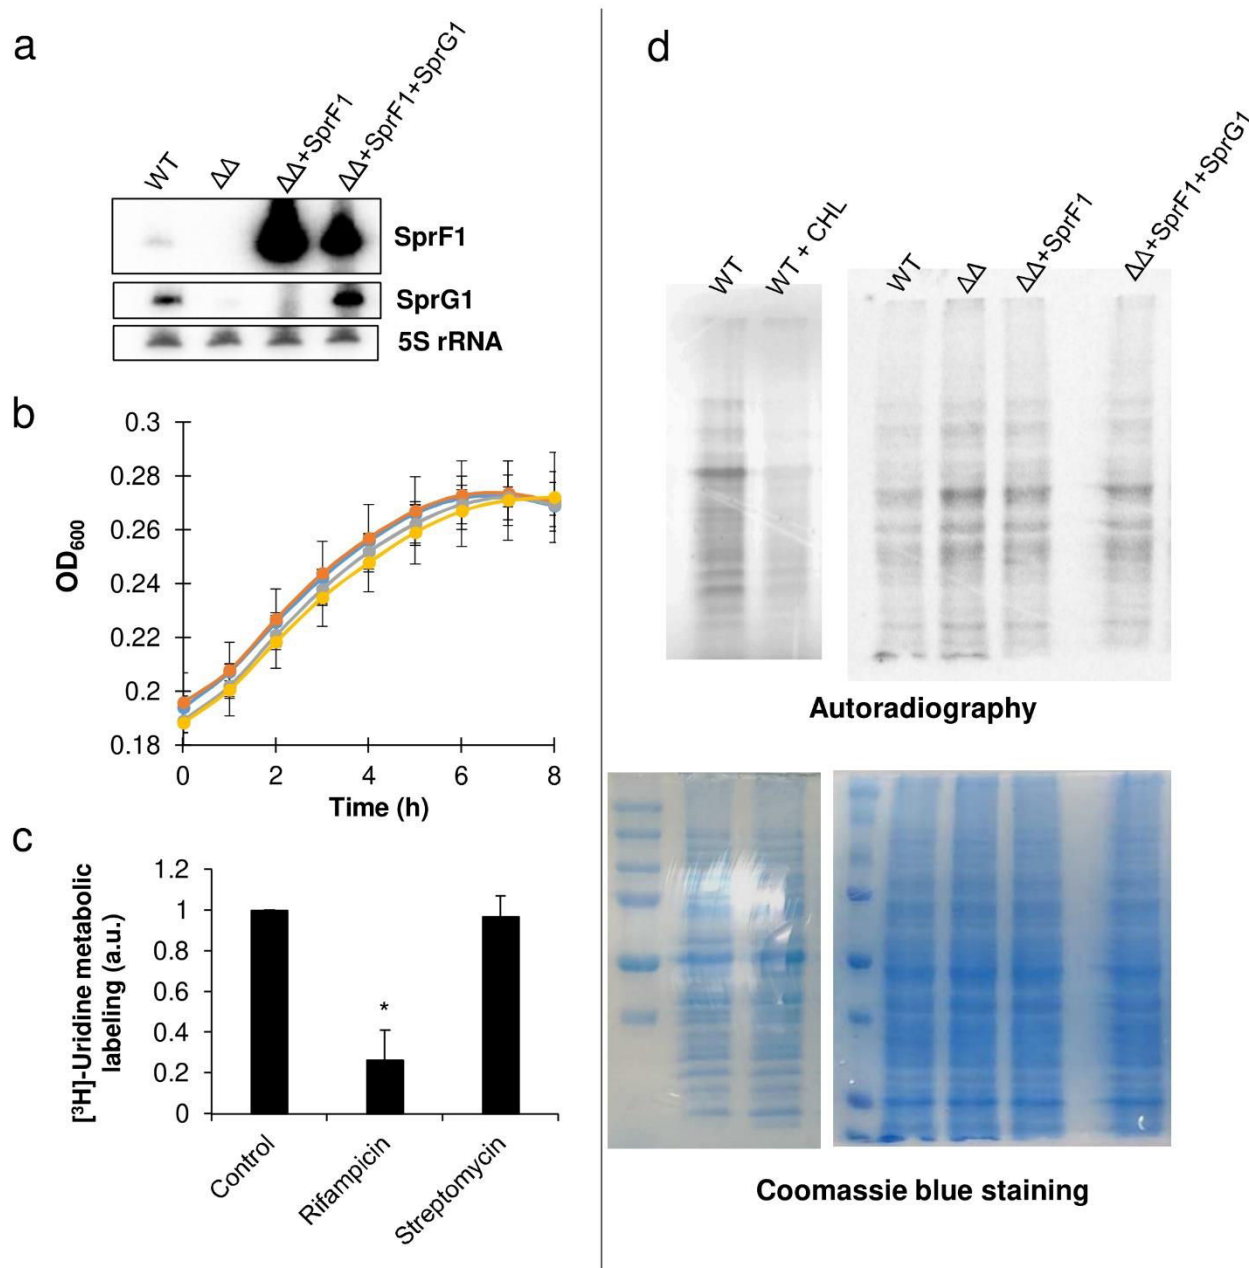 a
WT
ΔΔ
ΔΔ+SprF1
ΔΔ+SprF1+SprG1
SprF1
SprG1
5S rRNA
b
0.3
0.28
0.26
0.24
0.22
0.2
0.18
OD600
0
2
4
6
8
Time (h)
c
[³H]-Uridine metabolic
labeling (a.u.)
1.2
1
0.8
0.6
0.4
0.2
0
*
Control
Rifampicin
Streptomycin
d
WT
WT + CHL
WT
ΔΔ
ΔΔ+SprF1
ΔΔ+SprF1+SprG1
Autoradiography
Coomassie blue staining